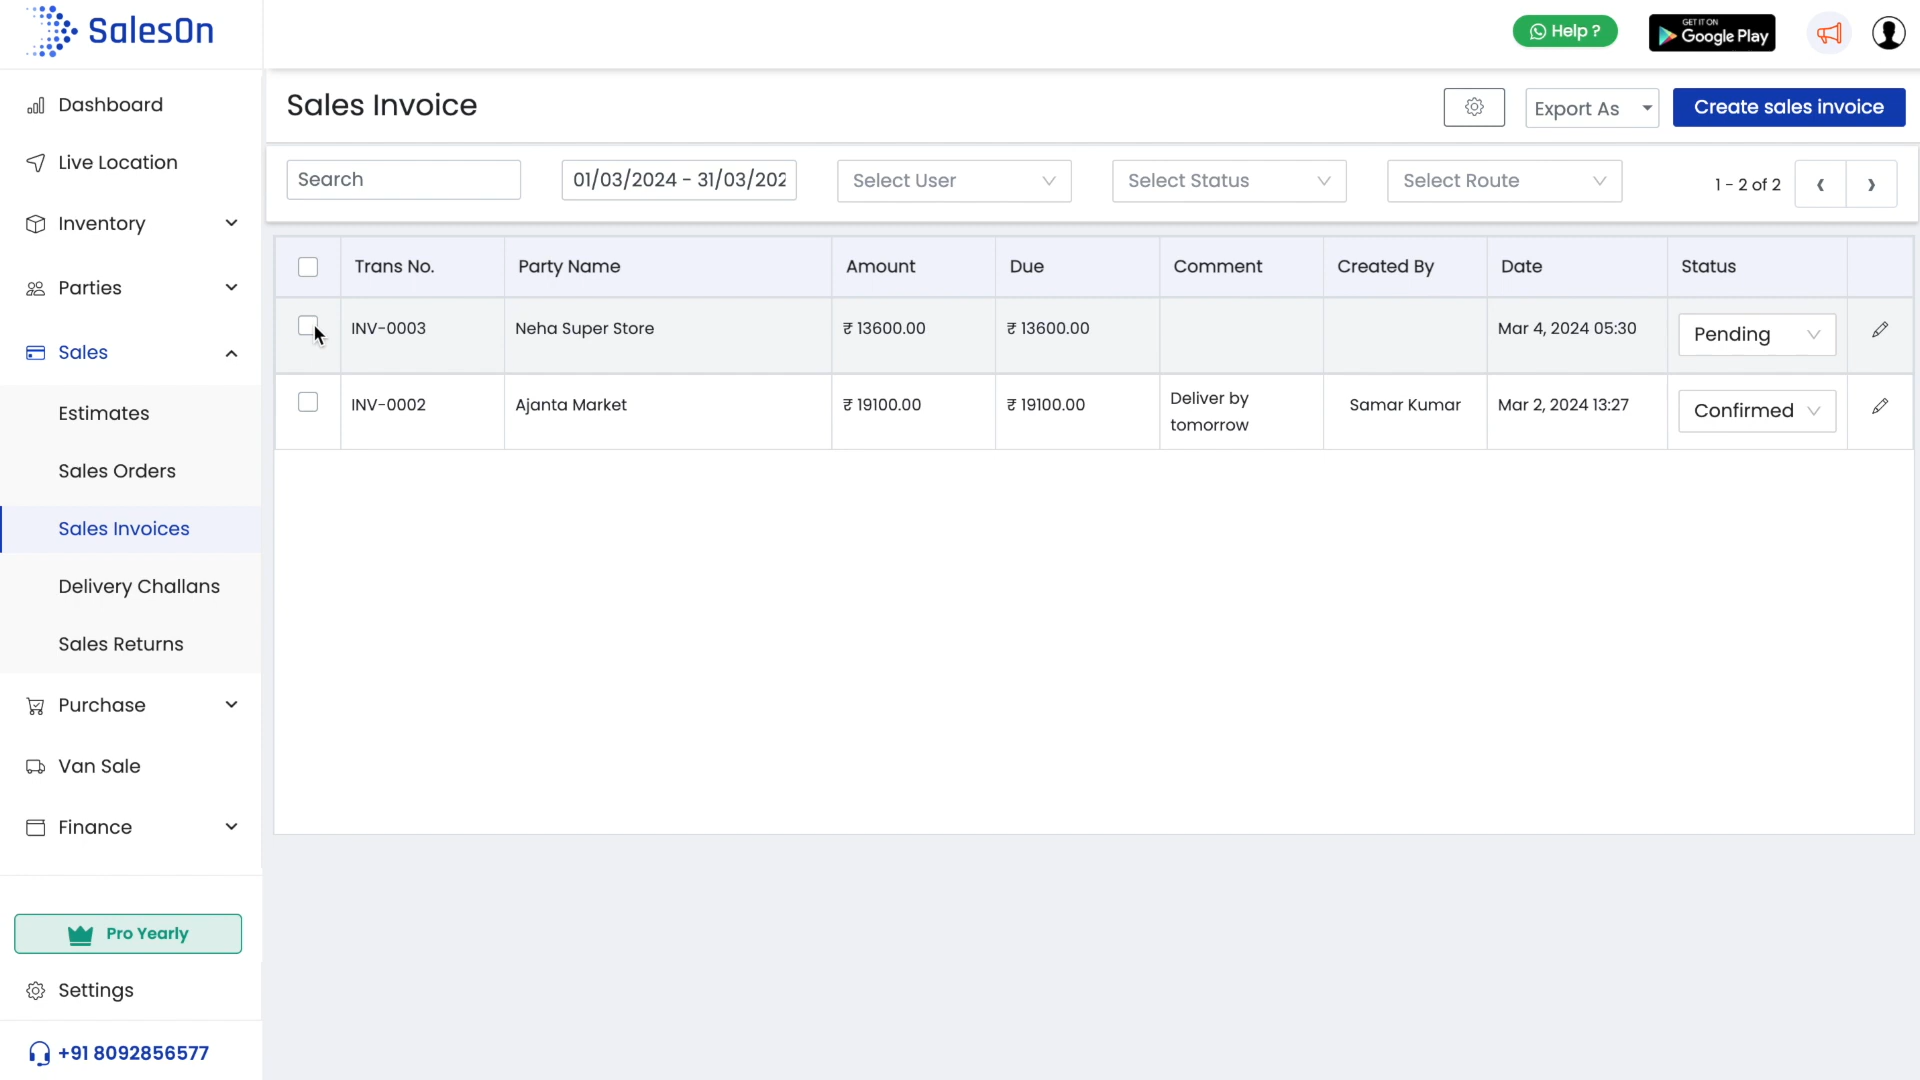 SalesOn
Help ?
GET IT ON
Google Play
Dashboard
Live Location
Inventory
Parties
Sales
Estimates
Sales Orders
Sales Invoices
Delivery Challans
Sales Returns
Purchase
Van Sale
Finance
Pro Yearly
Settings
+91 8092856577
Sales Invoice
Export As
Create sales invoice
Search
01/03/2024 - 31/03/202
Select User
Select Status
Select Route
1 - 2 of 2
Trans No. Party Name Amount Due Comment Created By Date Status
INV-0003 Neha Super Store ₹ 13600.00 ₹ 13600.00 Mar 4, 2024 05:30 Pending
INV-0002 Ajanta Market ₹ 19100.00 ₹ 19100.00 Deliver by Samar Kumar Mar 2, 2024 13:27 Confirmed
tomorrow